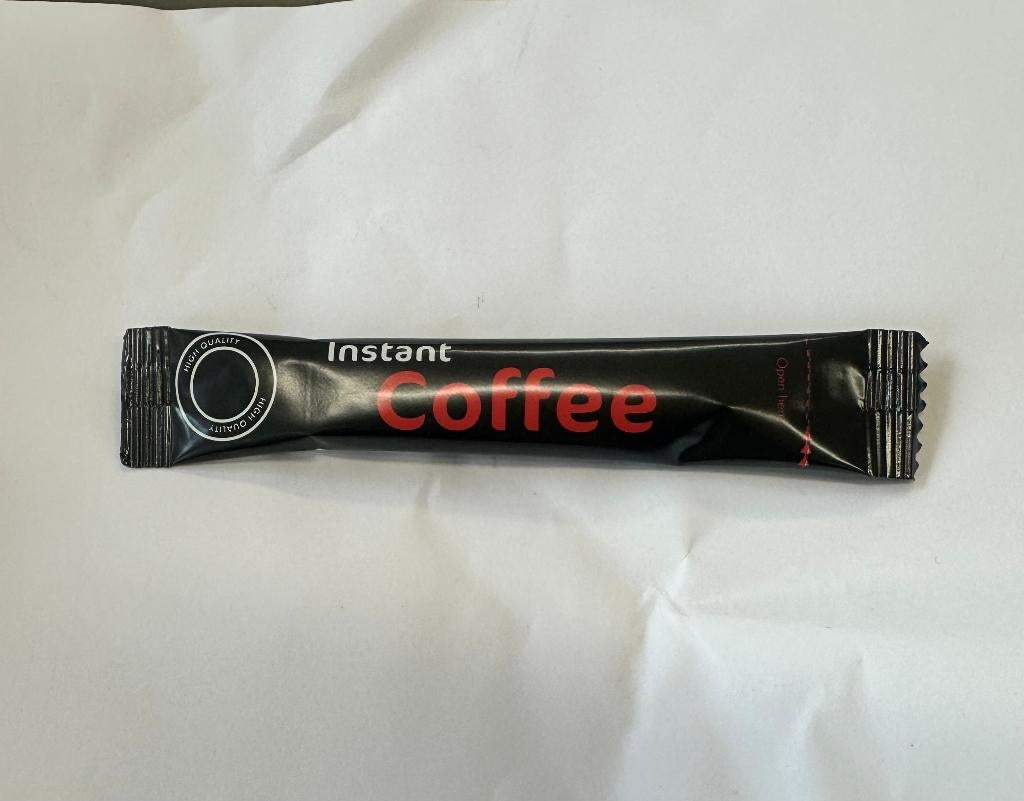 HIGH QUALITY
HIGH QUALITY
Instant
Coffee
Open here